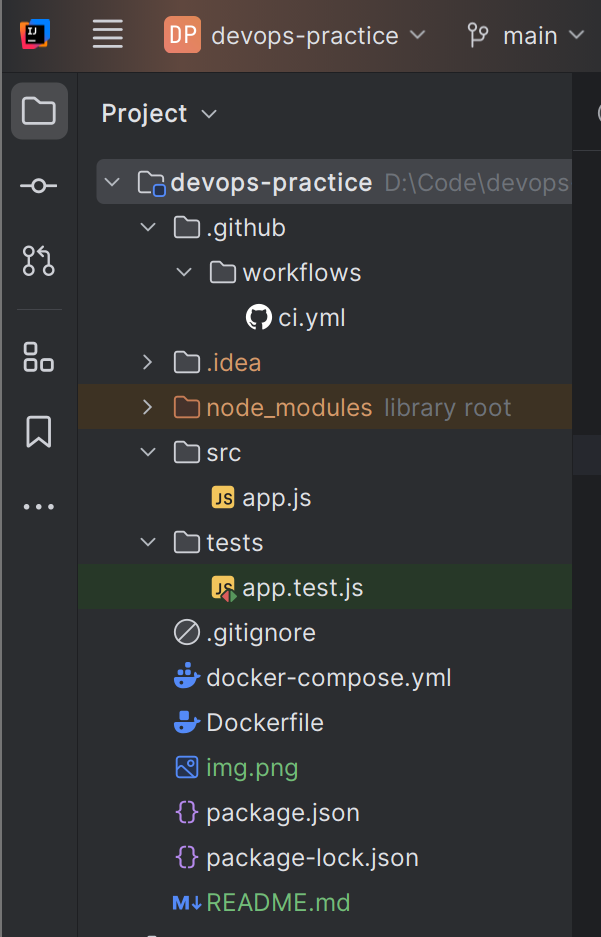 DP devops-practice main
Project
devops-practice D:\Code\devops
.github
workflows
ci.yml
.idea
node_modules library root
src
JS app.js
tests
JS app.test.js
.gitignore
docker-compose.yml
Dockerfile
img.png
{} package.json
{} package-lock.json
M↓ README.md